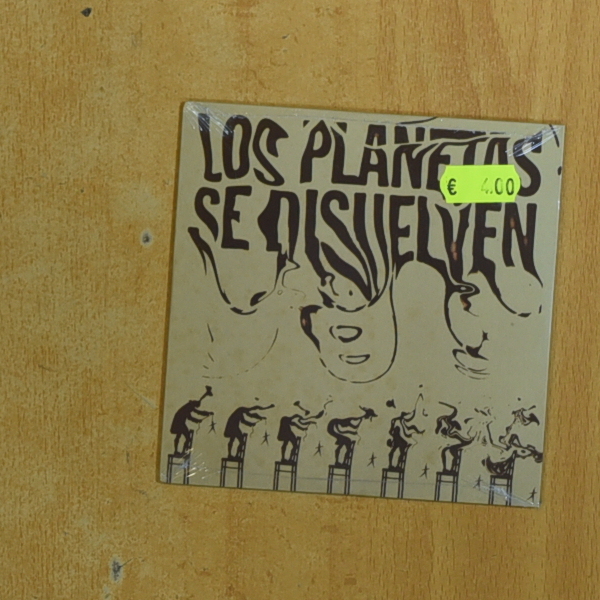 LOS PLANETAS
€ 4.00
SE DISUELVEN